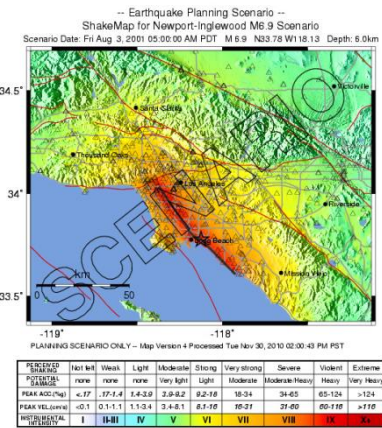 -- Earthquake Planning Scenario --
ShakeMap for Newport-Inglewood M6.9 Scenario
Scenario Date: Fri Aug 3, 2001 05:00:00 AM PDT M 6.9 N33.78 W118.13 Depth: 6.0km
SCENARIO
34.5°
34°
33.5°
Victorville
Santa Clarita
Thousand Oaks
Los Angeles
Riverside
Long Beach
Mission Viejo
km
0 50
-119° -118°
PLANNING SCENARIO ONLY -- Map Version 4 Processed Tue Nov 30, 2010 02:00:43 PM PST
PERCEIVED SHAKING Not felt Weak Light Moderate Strong Very strong Severe Violent Extreme
POTENTIAL DAMAGE none none none Very light Light Moderate Moderate/Heavy Heavy Very Heavy
PEAK ACC.(%g) <.17 .17-1.4 1.4-3.9 3.9-9.2 9.2-18 18-34 34-65 65-124 >124
PEAK VEL.(cm/s) <0.1 0.1-1.1 1.1-3.4 3.4-8.1 8.1-16 16-31 31-60 60-116 >116
INSTRUMENTAL INTENSITY I II-III IV V VI VII VIII IX X+